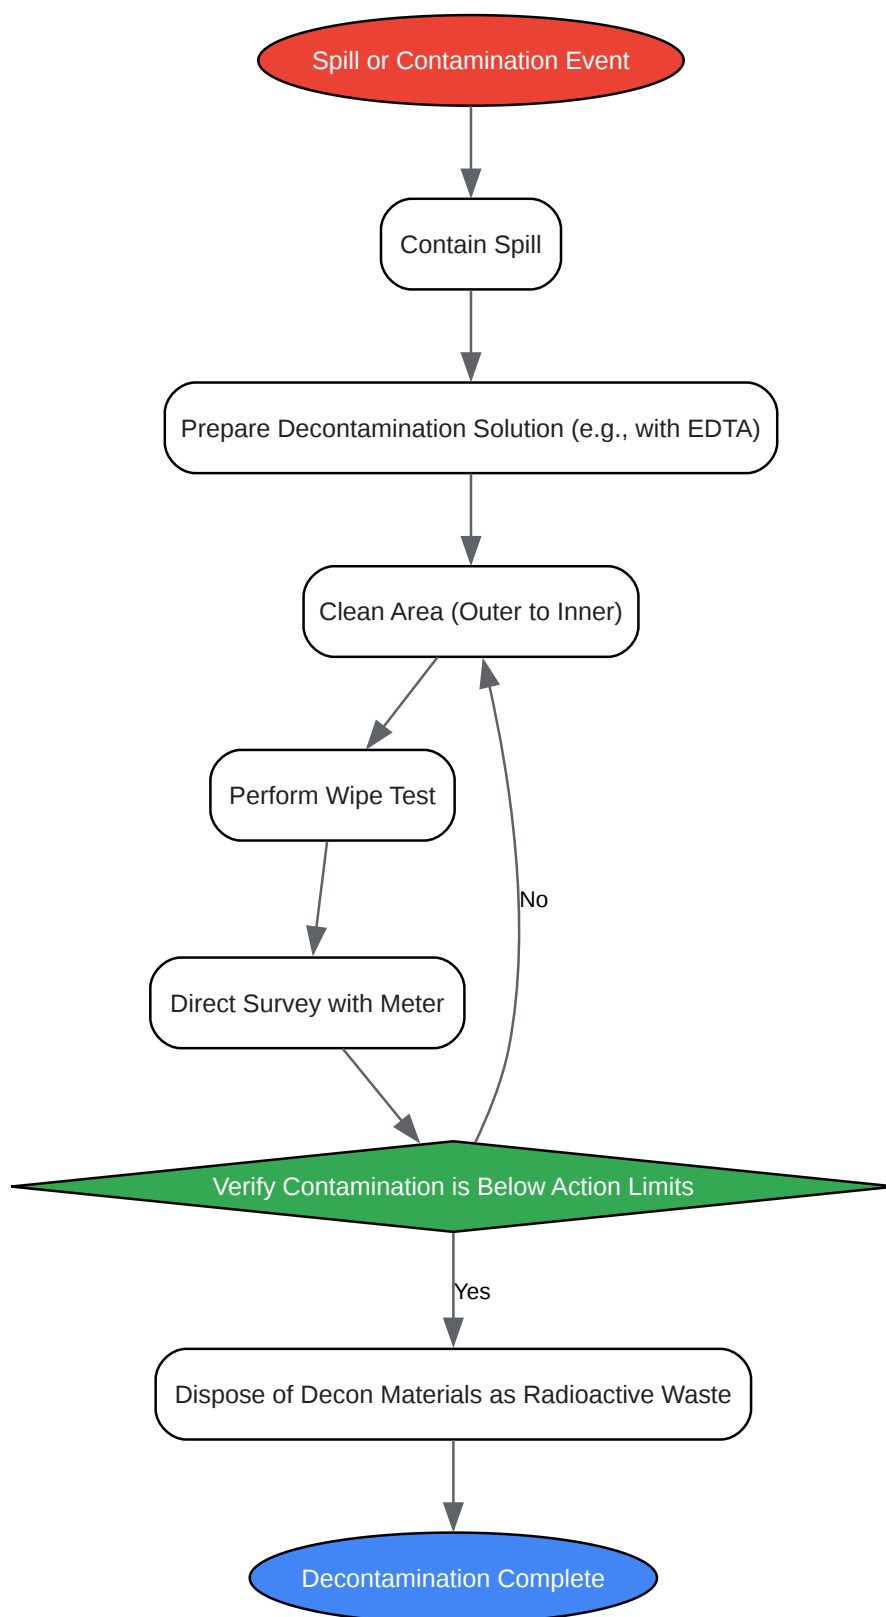 Spill or Contamination Event
Contain Spill
Prepare Decontamination Solution (e.g., with EDTA)
Clean Area (Outer to Inner)
Perform Wipe Test
No
Direct Survey with Meter
Verify Contamination is Below Action Limits
Yes
Dispose of Decon Materials as Radioactive Waste
Decontamination Complete